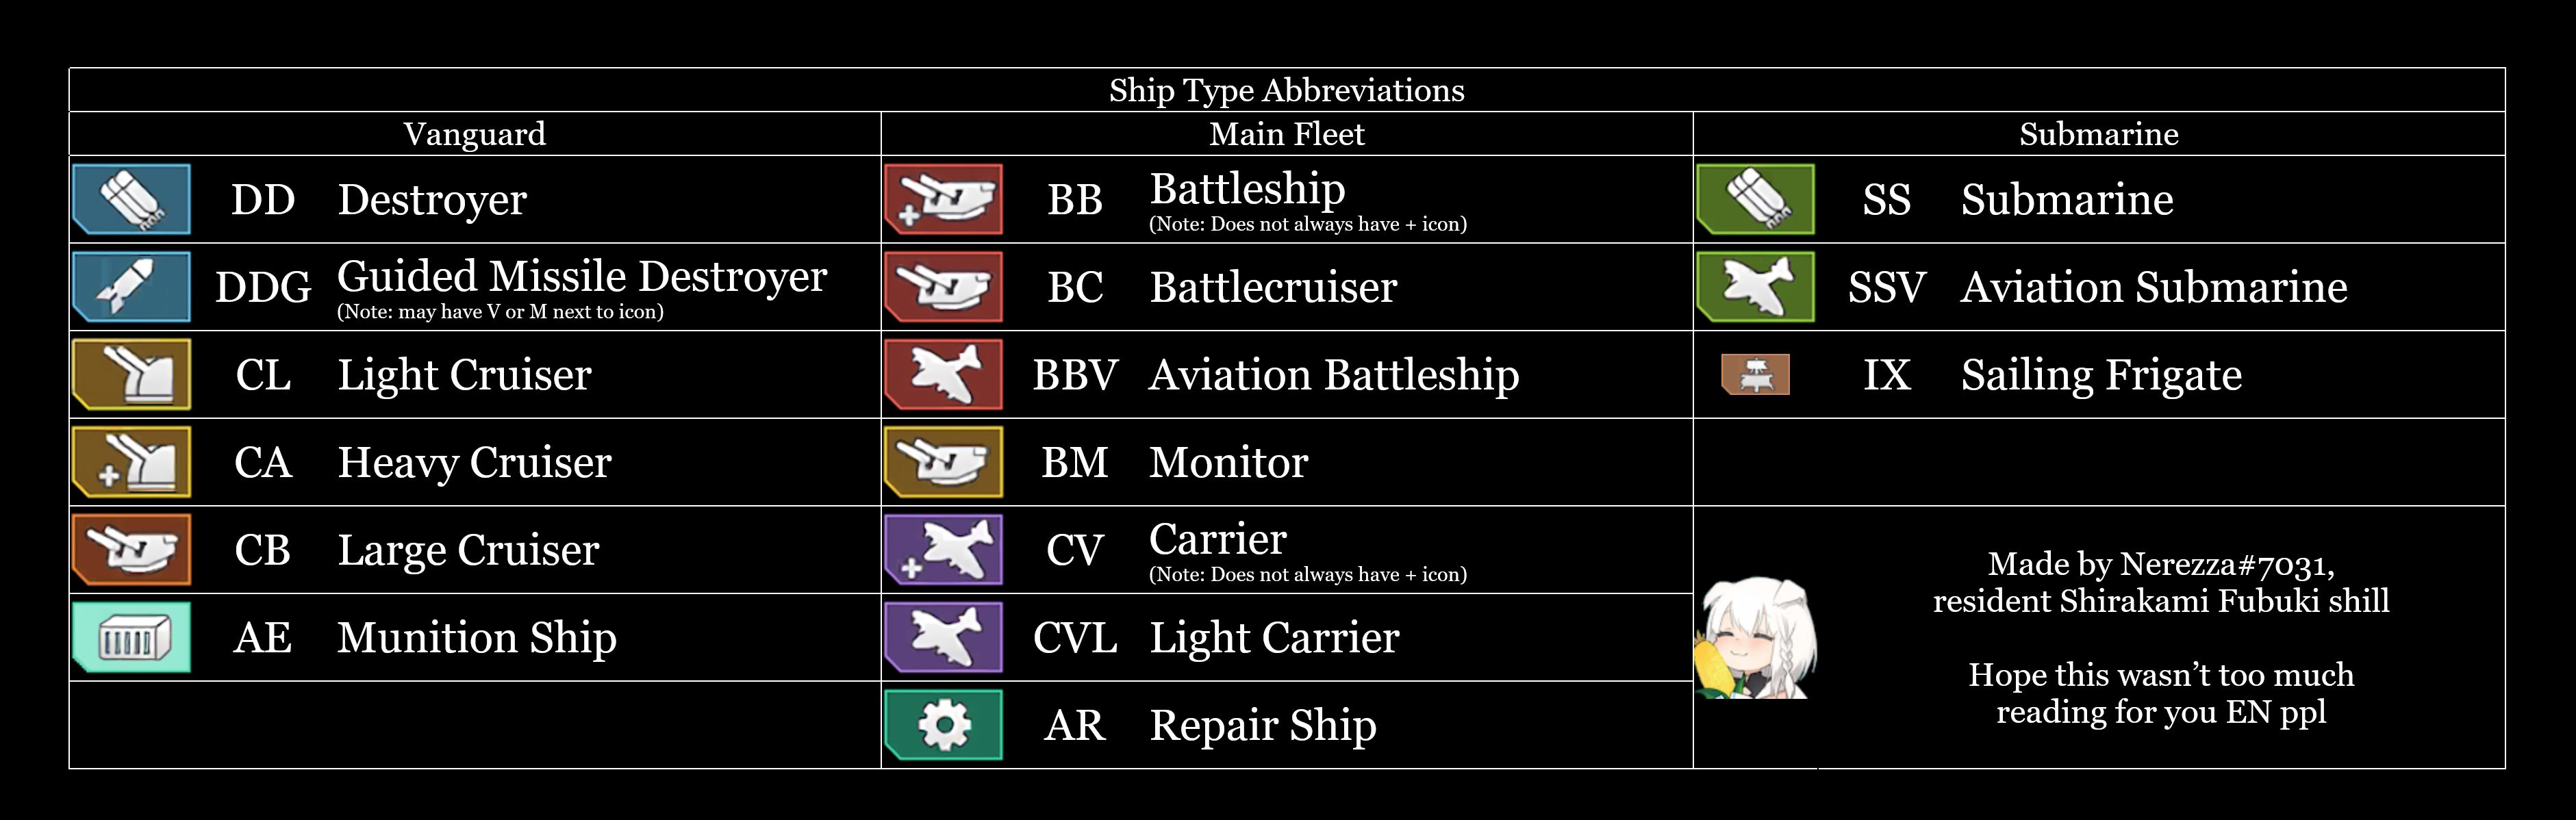 Ship Type Abbreviations
Vanguard
DD Destroyer
DDG Guided Missile Destroyer
(Note: may have V or M next to icon)
CL Light Cruiser
CA Heavy Cruiser
CB Large Cruiser
AE Munition Ship
Main Fleet
BB Battleship
(Note: Does not always have + icon)
BC Battlecruiser
BBV Aviation Battleship
BM Monitor
CV Carrier
(Note: Does not always have + icon)
CVL Light Carrier
AR Repair Ship
Submarine
SS Submarine
SSV Aviation Submarine
IX Sailing Frigate
Made by Nerezza#7031,
resident Shirakami Fubuki shill
Hope this wasn't too much
reading for you EN ppl